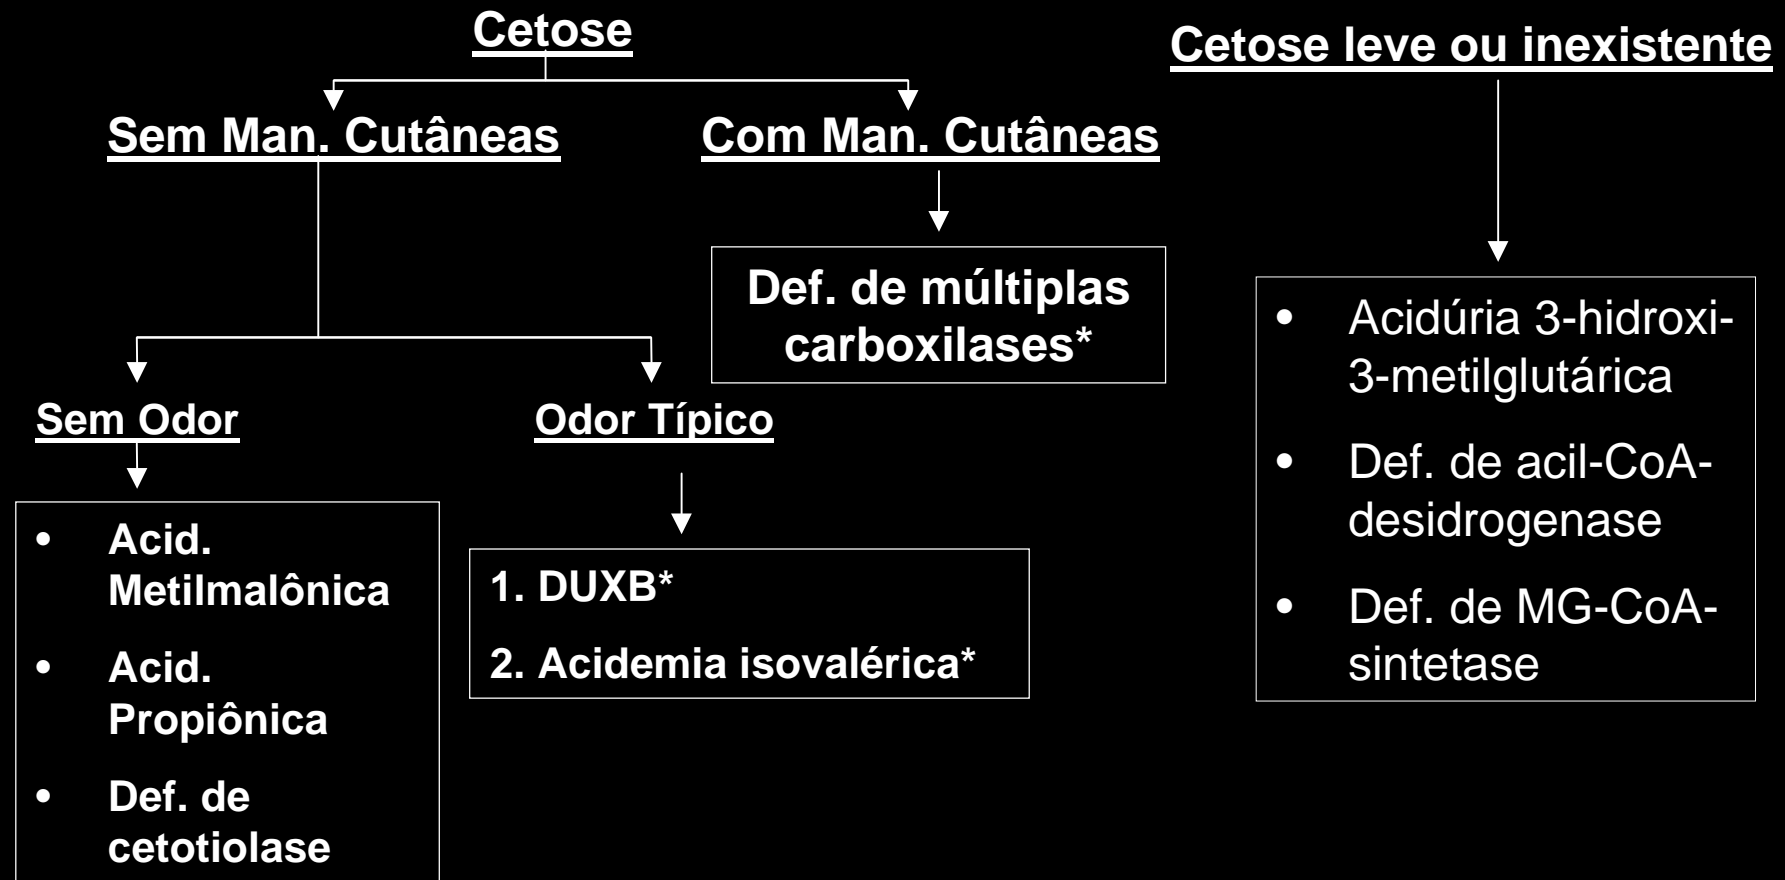 Cetose
Cetose leve ou inexistente
Sem Man. Cutâneas
Com Man. Cutâneas
Def. de múltiplas
carboxilases*
Sem Odor
Odor Típico
• Acid.
Metilmalônica
• Acid.
Propiônica
• Def. de
cetotiolase
1. DUXB*
2. Acidemia isovalérica*
• Acidúria 3-hidroxi-
3-metilglutárica
• Def. de acil-CoA-
desidrogenase
• Def. de MG-CoA-
sintetase